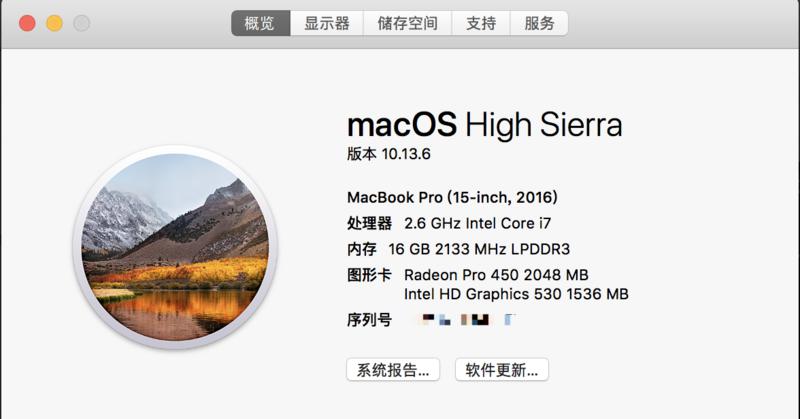 概览 显示器 储存空间 支持 服务
macOS High Sierra
版本 10.13.6
MacBook Pro (15-inch, 2016)
处理器 2.6 GHz Intel Core i7
内存 16 GB 2133 MHz LPDDR3
图形卡 Radeon Pro 450 2048 MB
Intel HD Graphics 530 1536 MB
序列号
系统报告... 软件更新...